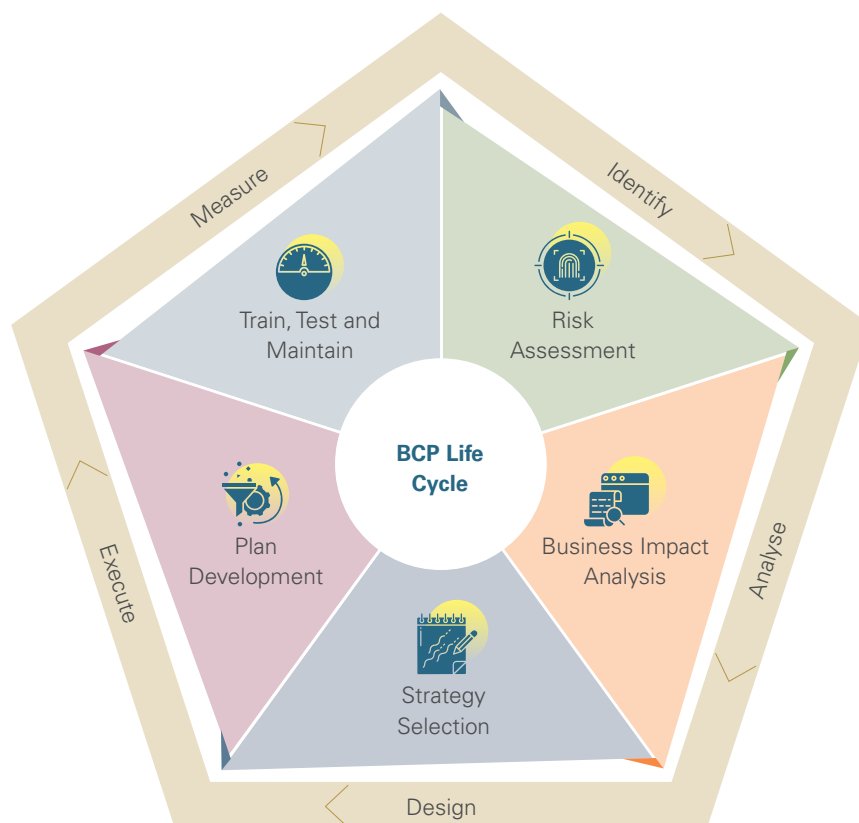 Measure
Identify
Train, Test and
Maintain
Risk
Assessment
BCP Life
Cycle
Plan
Development
Business Impact
Analysis
Execute
Analyse
Strategy
Selection
Design